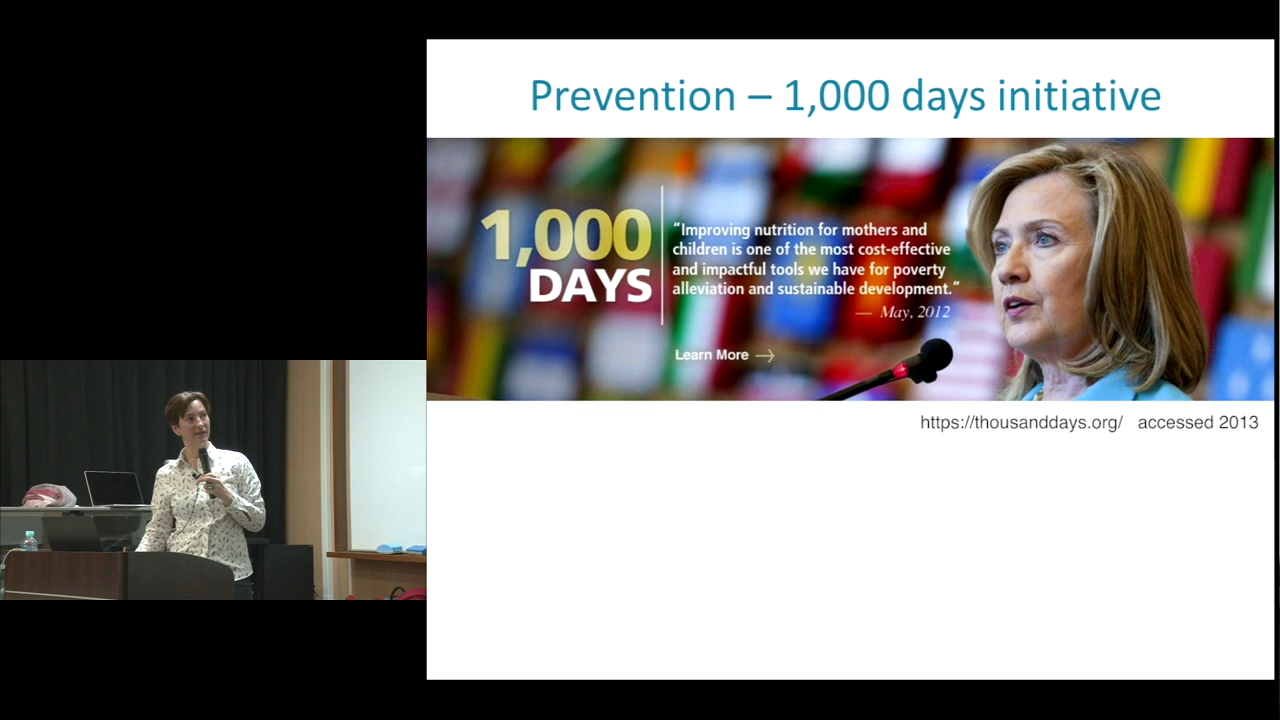 Prevention – 1,000 days initiative
1,000
DAYS
“Improving nutrition for mothers and
children is one of the most cost-effective
and impactful tools we have for poverty
alleviation and sustainable development.”
— May, 2012
Learn More
https://thousanddays.org/ accessed 2013